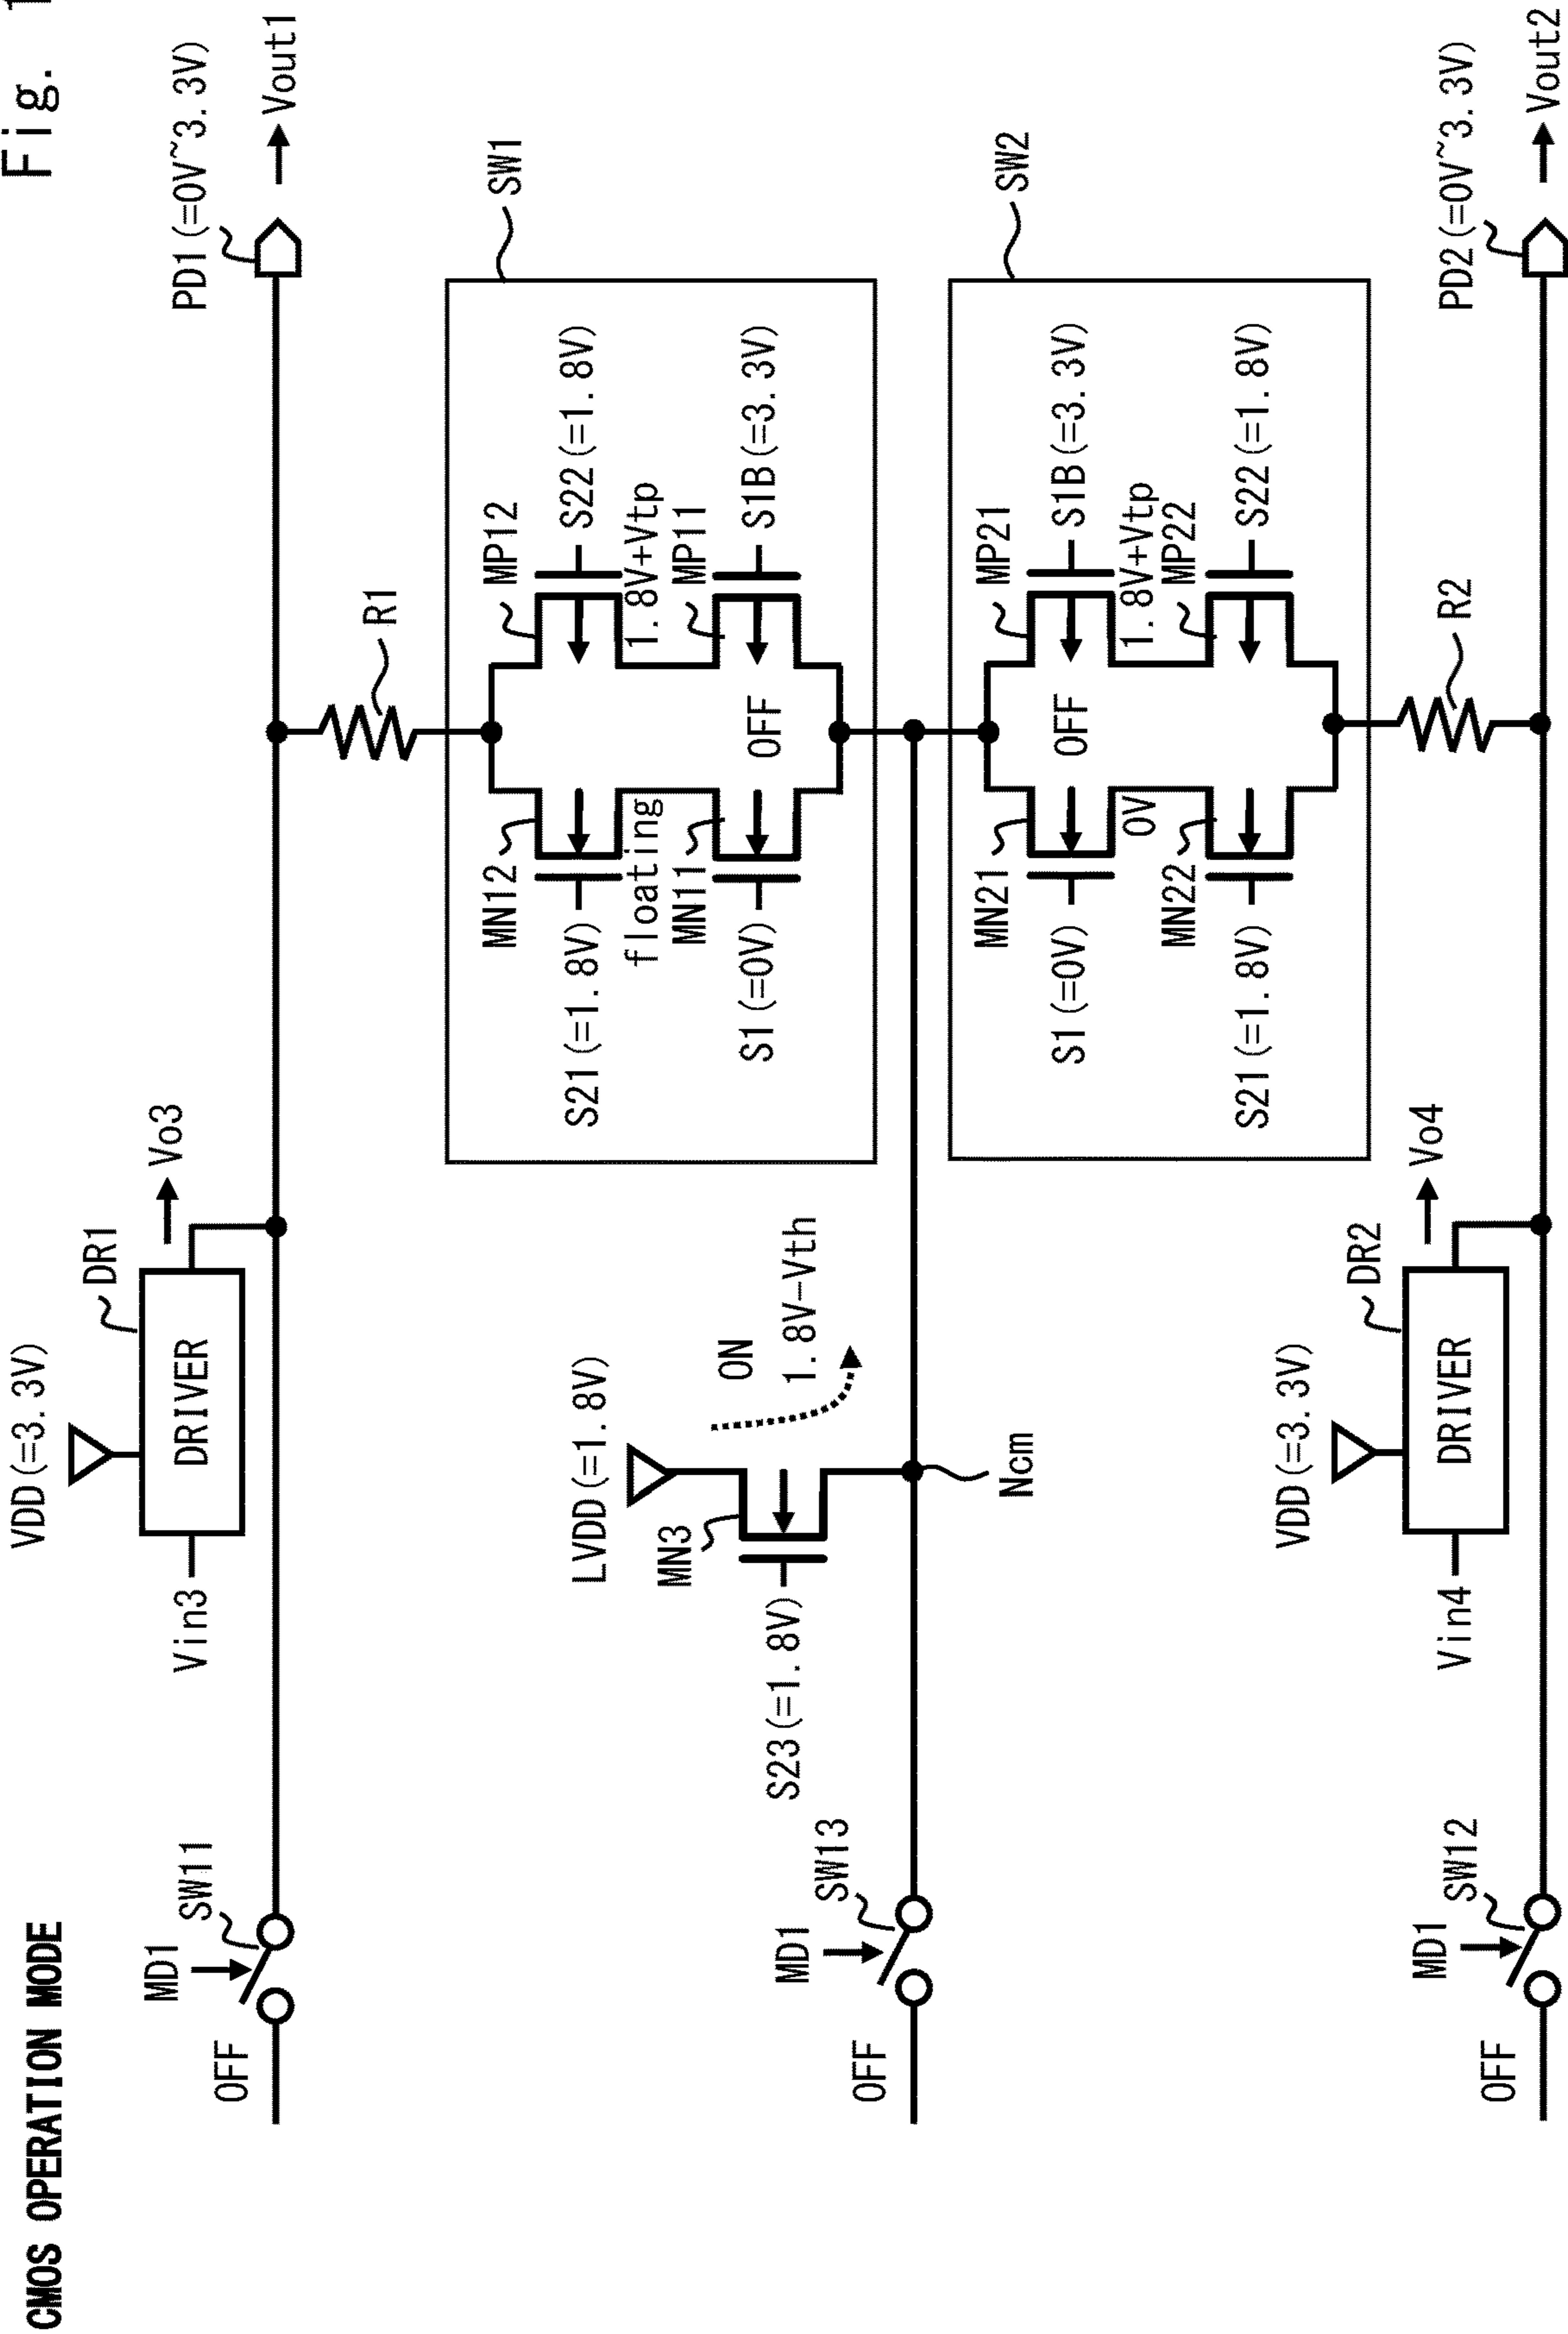 Fig. 1
CMOS OPERATION MODE
VDD(=3.3V)
DR1
DRIVER
Vin3
Vo3
MD1
SW11
OFF
PD1(=0V~3.3V)
Vout1
R1
SW1
MP12
S22(=1.8V)
MN12
S21(=1.8V)
floating
1.8V+Vtp
MN11
MP11
S1(=0V)
OFF
S1B(=3.3V)
LVDD(=1.8V)
MN3
S23(=1.8V)
ON
1.8V-Vth
MD1
SW13
OFF
Ncm
SW2
MN21
MP21
S1(=0V)
OFF
S1B(=3.3V)
0V
1.8V+Vtp
MN22
MP22
S21(=1.8V)
S22(=1.8V)
R2
VDD(=3.3V)
DR2
DRIVER
Vin4
Vo4
MD1
SW12
OFF
PD2(=0V~3.3V)
Vout2